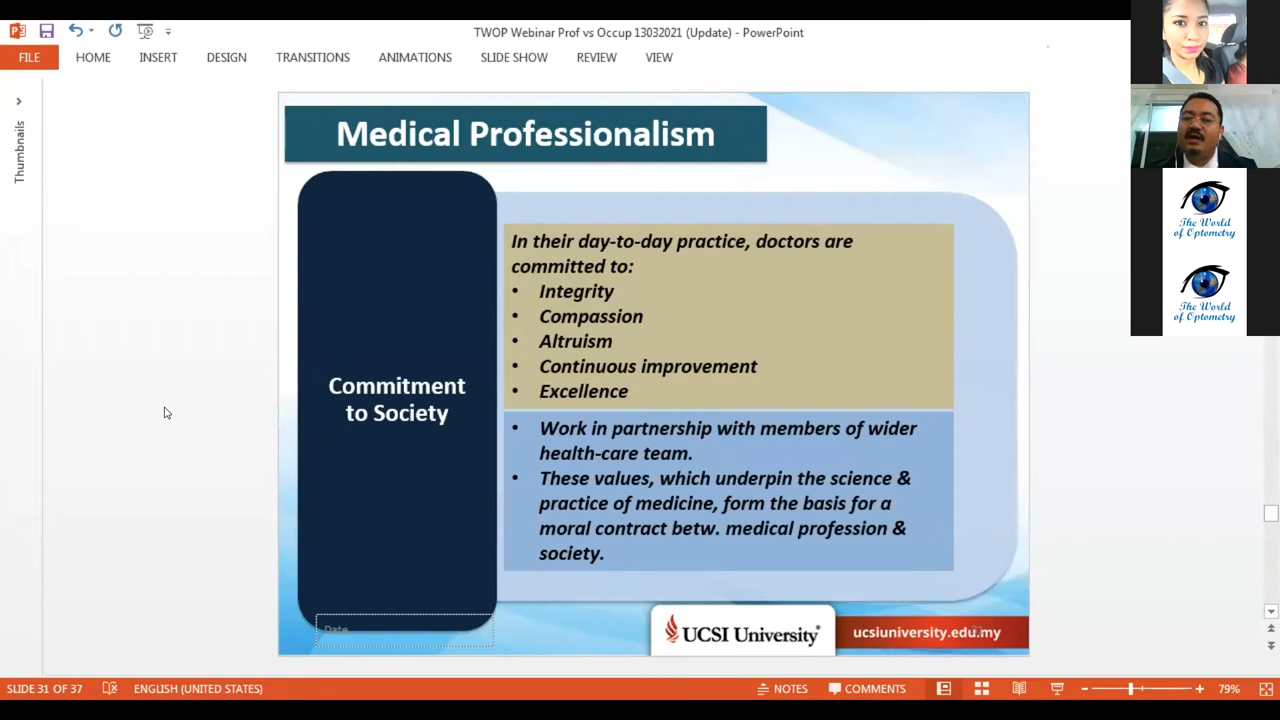 TWOP Webinar Prof vs Occup 13032021 (Update) - PowerPoint
FILE HOME INSERT DESIGN TRANSITIONS ANIMATIONS SLIDE SHOW REVIEW VIEW
Thumbnails
Medical Professionalism
Commitment
to Society
In their day-to-day practice, doctors are
committed to:
• Integrity
• Compassion
• Altruism
• Continuous improvement
• Excellence
• Work in partnership with members of wider
health-care team.
• These values, which underpin the science &
practice of medicine, form the basis for a
moral contract betw. medical profession &
society.
Date
UCSI University®
ucsiuniversity.edu.my
The World
of Optometry
The World
of Optometry
SLIDE 31 OF 37 ENGLISH (UNITED STATES) NOTES COMMENTS 79%